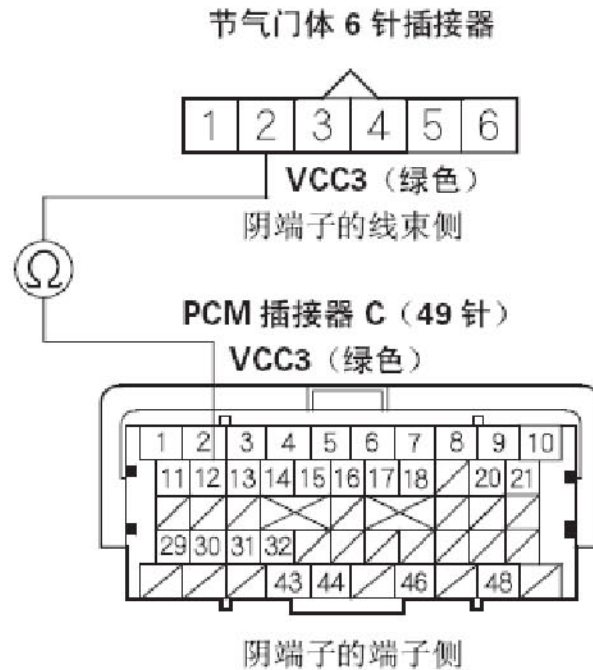 节气门体 6 针插接器
1 2 3 4 5 6
VCC3（绿色）
阴端子的线束侧
Ω
PCM 插接器 C（49 针）
VCC3（绿色）
1 2 3 4 5 6 7 8 9 10
11 12 13 14 15 16 17 18 20 21
29 30 31 32
43 44 46 48
阴端子的端子侧